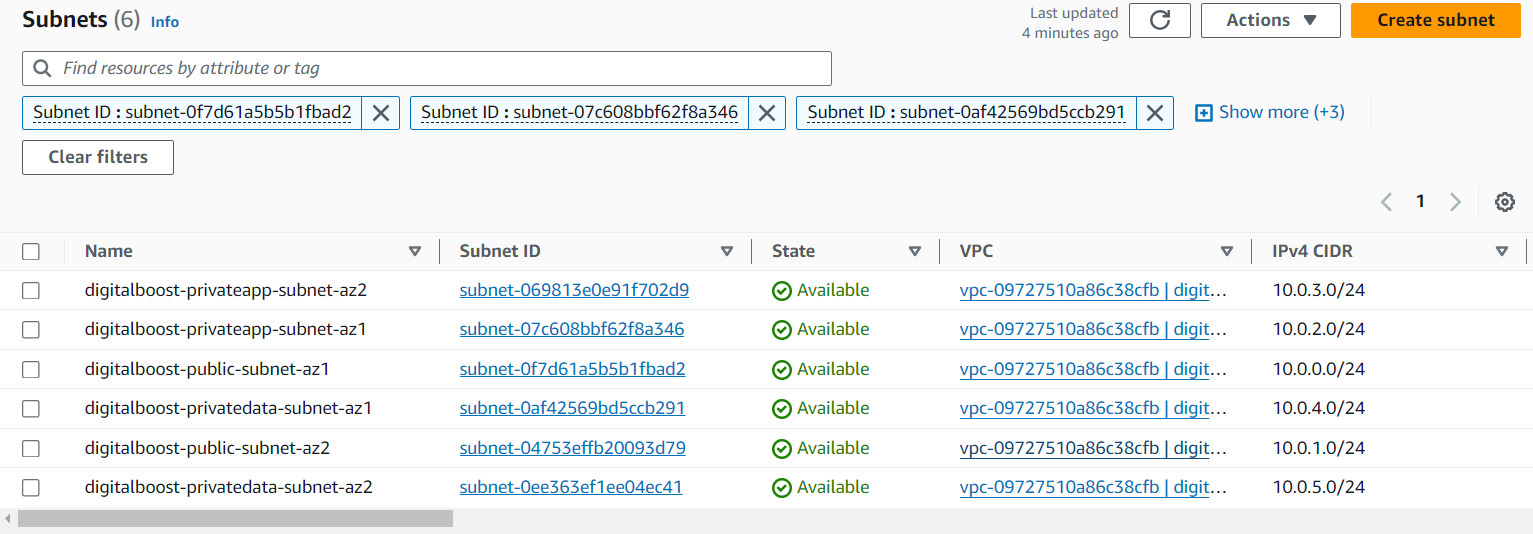 Subnets (6) Info
Last updated
4 minutes ago
Actions
Create subnet
Find resources by attribute or tag
Subnet ID : subnet-0f7d61a5b5b1fbad2
Subnet ID : subnet-07c608bbf62f8a346
Subnet ID : subnet-0af42569bd5ccb291
Show more (+3)
Clear filters
1
Name Subnet ID State VPC IPv4 CIDR
digitalboost-privateapp-subnet-az2 subnet-069813e0e91f702d9 Available vpc-09727510a86c38cfb | digit... 10.0.3.0/24
digitalboost-privateapp-subnet-az1 subnet-07c608bbf62f8a346 Available vpc-09727510a86c38cfb | digit... 10.0.2.0/24
digitalboost-public-subnet-az1 subnet-0f7d61a5b5b1fbad2 Available vpc-09727510a86c38cfb | digit... 10.0.0.0/24
digitalboost-privatedata-subnet-az1 subnet-0af42569bd5ccb291 Available vpc-09727510a86c38cfb | digit... 10.0.4.0/24
digitalboost-public-subnet-az2 subnet-04753effb20093d79 Available vpc-09727510a86c38cfb | digit... 10.0.1.0/24
digitalboost-privatedata-subnet-az2 subnet-0ee363ef1ee04ec41 Available vpc-09727510a86c38cfb | digit... 10.0.5.0/24